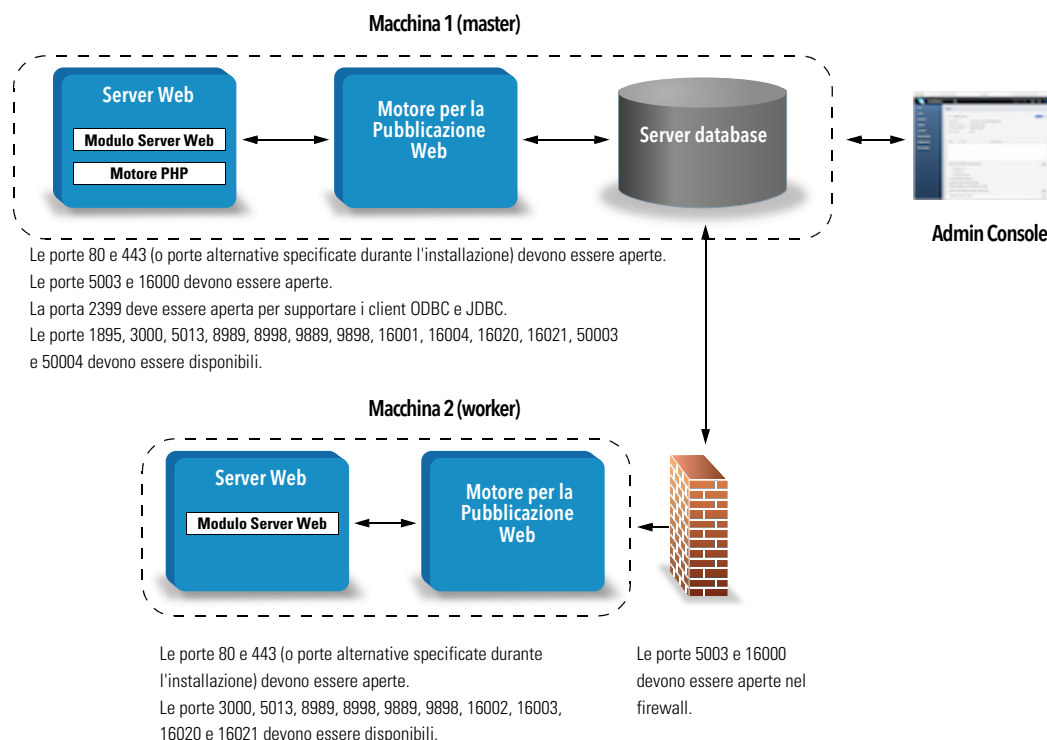 Macchina 1 (master)
Server Web
Modulo Server Web
Motore PHP
Motore per la
Pubblicazione
Web
Server database
Admin Console
Le porte 80 e 443 (o porte alternative specificate durante l'installazione) devono essere aperte.
Le porte 5003 e 16000 devono essere aperte.
La porta 2399 deve essere aperta per supportare i client ODBC e JDBC.
Le porte 1895, 3000, 5013, 8989, 8998, 9889, 9898, 16001, 16004, 16020, 16021, 50003
e 50004 devono essere disponibili.
Macchina 2 (worker)
Server Web
Modulo Server Web
Motore per la
Pubblicazione
Web
Le porte 80 e 443 (o porte alternative specificate durante
l'installazione) devono essere aperte.
Le porte 3000, 5013, 8989, 8998, 9889, 9898, 16002, 16003,
16020 e 16021 devono essere disponibili.
Le porte 5003 e 16000
devono essere aperte nel
firewall.